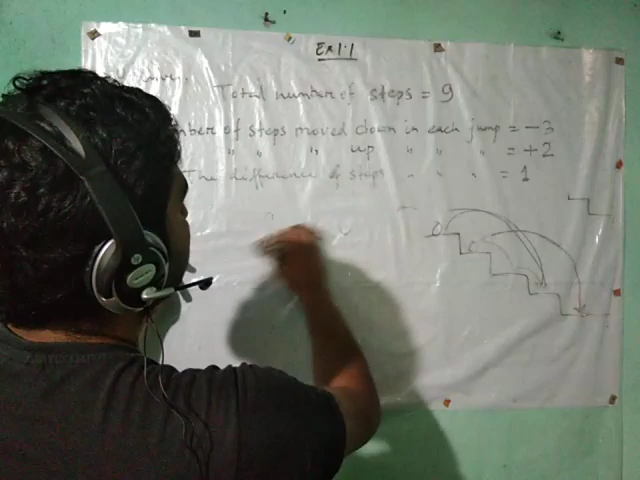 Ex 1.1
Total number of steps = 9
of steps moved down in each jump = -3
" " " up " " " = +2
The difference of steps " " " = 1
0